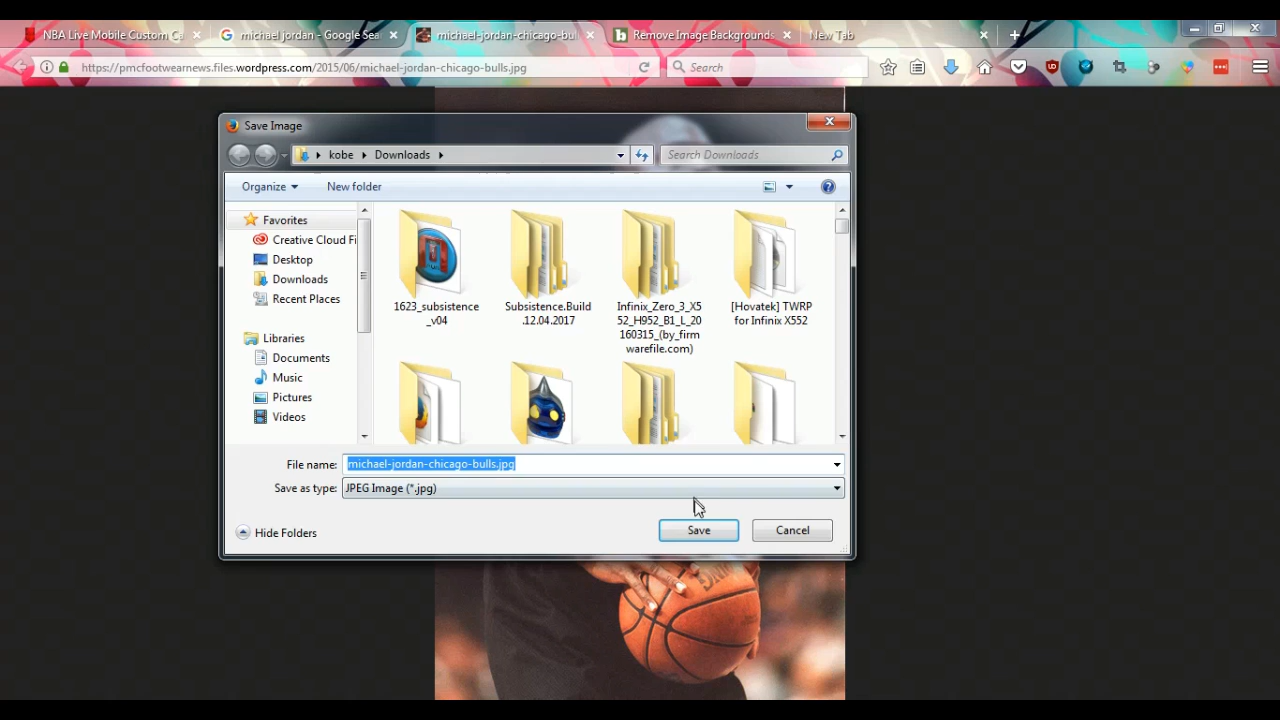 NBA Live Mobile Custom Ca
michael jordan - Google Sea
michael-jordan-chicago-bul
Remove Image Backgrounds
New Tab
https://pmcfootwearnews.files.wordpress.com/2015/06/michael-jordan-chicago-bulls.jpg
Search
Save Image
kobe
Downloads
Search Downloads
Organize
New folder
Favorites
Creative Cloud Fi
Desktop
Downloads
Recent Places
Libraries
Documents
Music
Pictures
Videos
1623_subsistence
_v04
Subsistence.Build
.12.04.2017
Infinix_Zero_3_X5
52_H952_B1_L_20
160315_(by_firm
warefile.com)
[Hovatek] TWRP
for Infinix X552
File name:
michael-jordan-chicago-bulls.jpg
Save as type:
JPEG Image (*.jpg)
Hide Folders
Save
Cancel